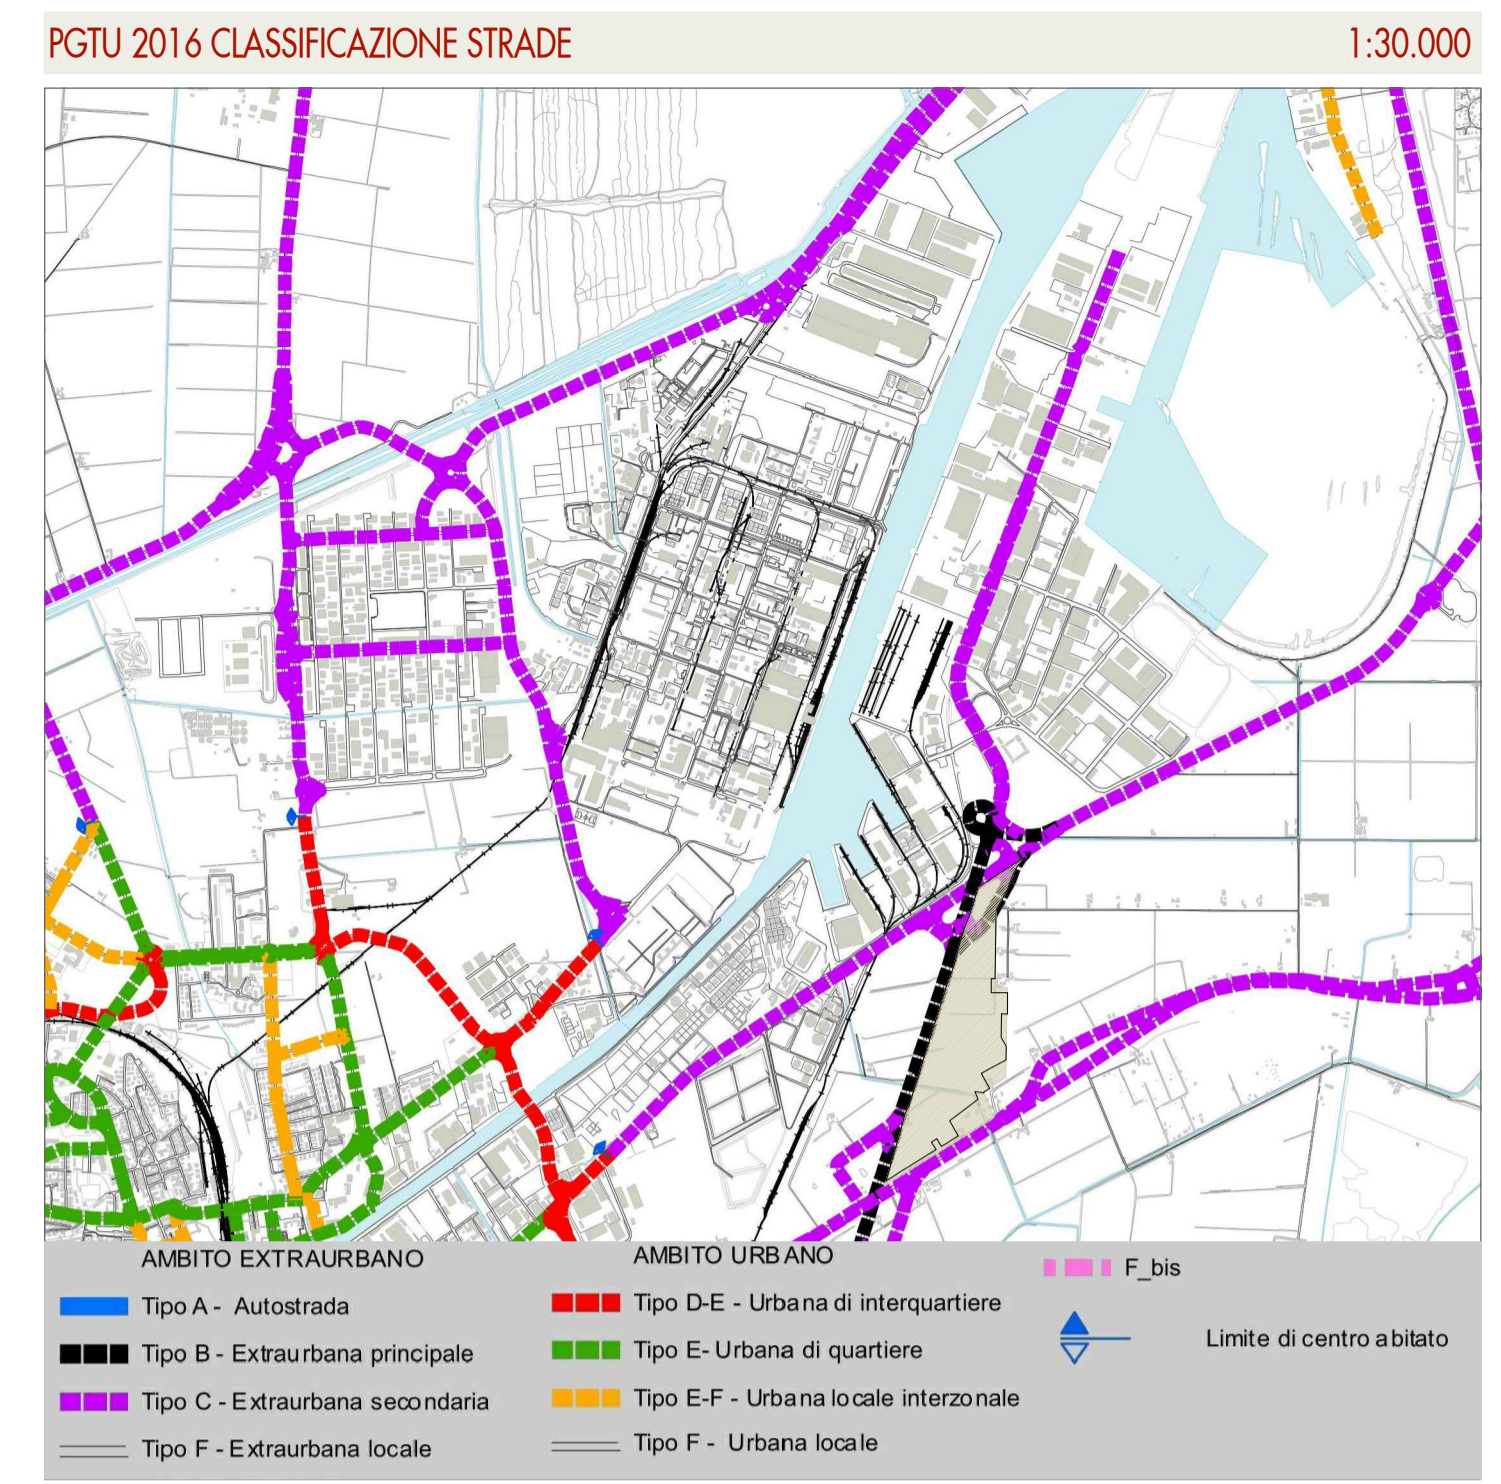 PGTU 2016 CLASSIFICAZIONE STRADE 1:30.000
AMBITO EXTRAURBANO
Tipo A - Autostrada
Tipo B - Extraurbana principale
Tipo C - Extraurbana secondaria
Tipo F - Extraurbana locale
AMBITO URBANO
Tipo D-E - Urbana di interquartiere
Tipo E- Urbana di quartiere
Tipo E-F - Urbana locale interzonale
Tipo F - Urbana locale
F_bis
Limite di centro abitato